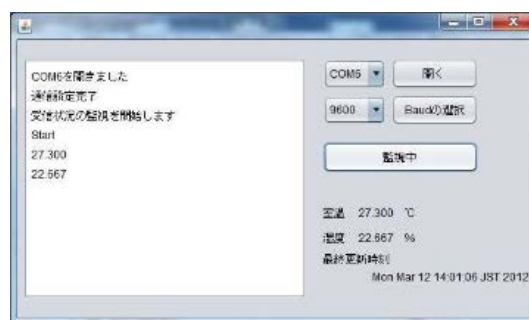 COM6を開きました
通信設定完了
受信状況の監視を開始します
Start
27.300
22.667
COM6
開く
9600
Baudの選択
監視中
室温 27.300 ℃
湿度 22.667 %
最終更新時刻
Mon Mar 12 14:01:06 JST 2012